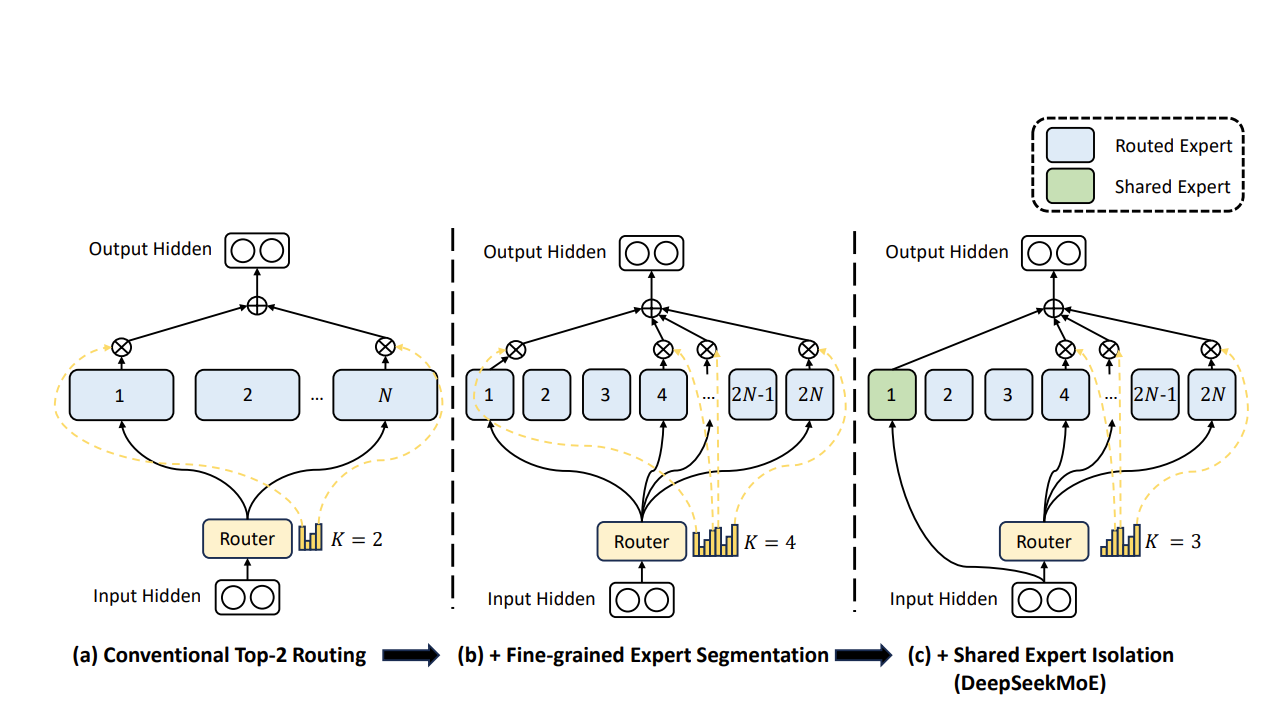 Routed Expert
Shared Expert
Output Hidden
1
2
...
N
Router
K = 2
Input Hidden
(a) Conventional Top-2 Routing
Output Hidden
1
2
3
4
...
2N-1
2N
Router
K = 4
Input Hidden
(b) + Fine-grained Expert Segmentation
Output Hidden
1
2
3
4
...
2N-1
2N
Router
K = 3
Input Hidden
(c) + Shared Expert Isolation
(DeepSeekMoE)